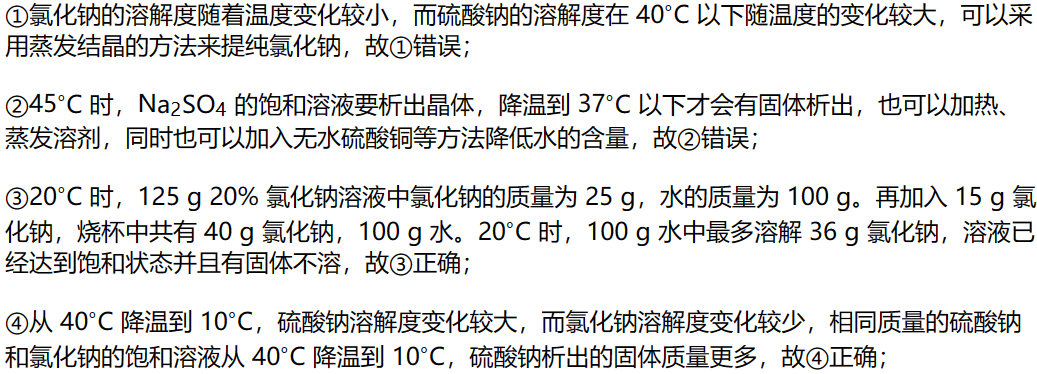 ①氯化钠的溶解度随着温度变化较小，而硫酸钠的溶解度在 40°C 以下随温度的变化较大，可以采
用蒸发结晶的方法来提纯氯化钠，故①错误；
②45°C 时，Na₂SO₄ 的饱和溶液要析出晶体，降温到 37°C 以下才会有固体析出，也可以加热、
蒸发溶剂，同时也可以加入无水硫酸铜等方法降低水的含量，故②错误；
③20°C 时，125 g 20% 氯化钠溶液中氯化钠的质量为 25 g，水的质量为 100 g。再加入 15 g 氯
化钠，烧杯中共有 40 g 氯化钠，100 g 水。20°C 时，100 g 水中最多溶解 36 g 氯化钠，溶液已
经达到饱和状态并且有固体不溶，故③正确；
④从 40°C 降温到 10°C，硫酸钠溶解度变化较大，而氯化钠溶解度变化较少，相同质量的硫酸钠
和氯化钠的饱和溶液从 40°C 降温到 10°C，硫酸钠析出的固体质量更多，故④正确；